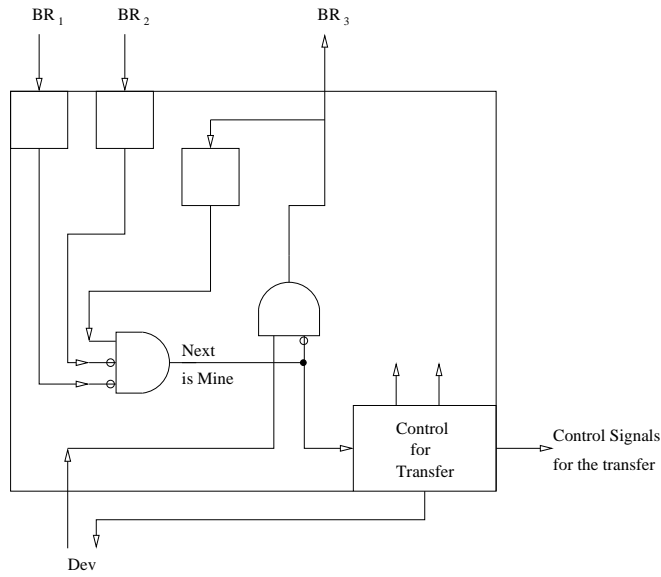 BR 1
BR 2
BR 3
Next
is Mine
Control
for
Transfer
Control Signals
for the transfer
Dev